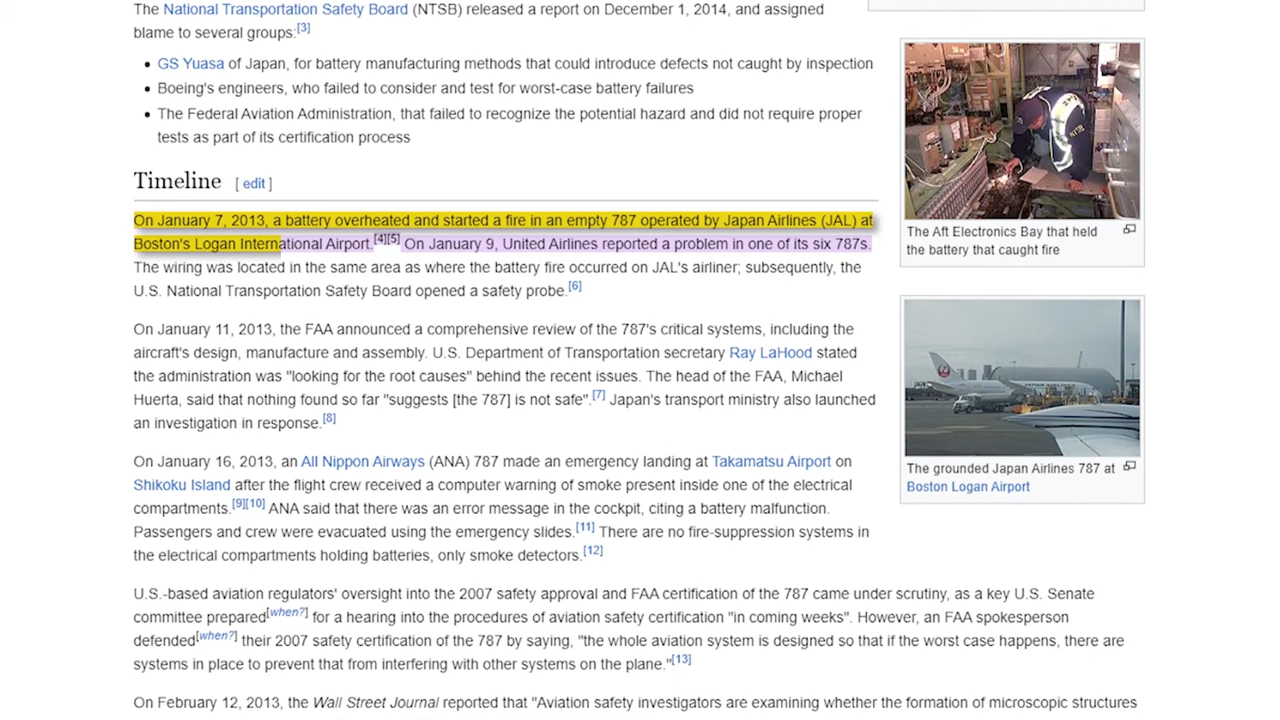 The National Transportation Safety Board (NTSB) released a report on December 1, 2014, and assigned
blame to several groups:[3]
GS Yuasa of Japan, for battery manufacturing methods that could introduce defects not caught by inspection
Boeing's engineers, who failed to consider and test for worst-case battery failures
The Federal Aviation Administration, that failed to recognize the potential hazard and did not require proper
tests as part of its certification process
Timeline [ edit ]
On January 7, 2013, a battery overheated and started a fire in an empty 787 operated by Japan Airlines (JAL) at
Boston's Logan International Airport.[4][5] On January 9, United Airlines reported a problem in one of its six 787s.
The wiring was located in the same area as where the battery fire occurred on JAL's airliner; subsequently, the
U.S. National Transportation Safety Board opened a safety probe.[6]
On January 11, 2013, the FAA announced a comprehensive review of the 787's critical systems, including the
aircraft's design, manufacture and assembly. U.S. Department of Transportation secretary Ray LaHood stated
the administration was "looking for the root causes" behind the recent issues. The head of the FAA, Michael
Huerta, said that nothing found so far "suggests [the 787] is not safe".[7] Japan's transport ministry also launched
an investigation in response.[8]
On January 16, 2013, an All Nippon Airways (ANA) 787 made an emergency landing at Takamatsu Airport on
Shikoku Island after the flight crew received a computer warning of smoke present inside one of the electrical
compartments.[9][10] ANA said that there was an error message in the cockpit, citing a battery malfunction.
Passengers and crew were evacuated using the emergency slides.[11] There are no fire-suppression systems in
the electrical compartments holding batteries, only smoke detectors.[12]
U.S.-based aviation regulators' oversight into the 2007 safety approval and FAA certification of the 787 came under scrutiny, as a key U.S. Senate
committee prepared[when?] for a hearing into the procedures of aviation safety certification "in coming weeks". However, an FAA spokesperson
defended[when?] their 2007 safety certification of the 787 by saying, "the whole aviation system is designed so that if the worst case happens, there are
systems in place to prevent that from interfering with other systems on the plane."[13]
On February 12, 2013, the Wall Street Journal reported that "Aviation safety investigators are examining whether the formation of microscopic structures
NTSB
The Aft Electronics Bay that held
the battery that caught fire
The grounded Japan Airlines 787 at
Boston Logan Airport